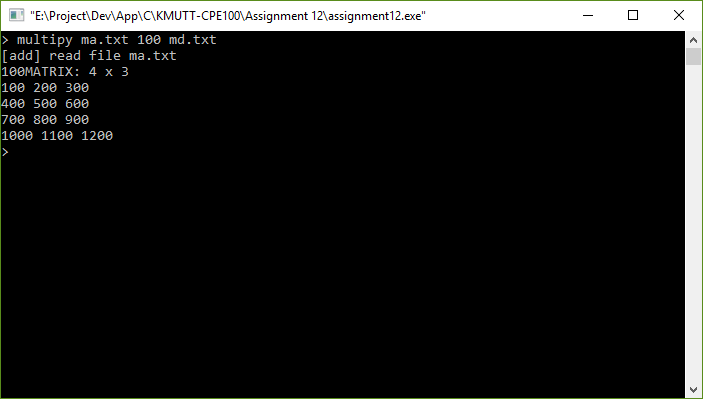 "E:\Project\Dev\App\C\KMUTT-CPE100\Assignment 12\assignment12.exe"
> multipy ma.txt 100 md.txt
[add] read file ma.txt
100MATRIX: 4 x 3
100 200 300
400 500 600
700 800 900
1000 1100 1200
>